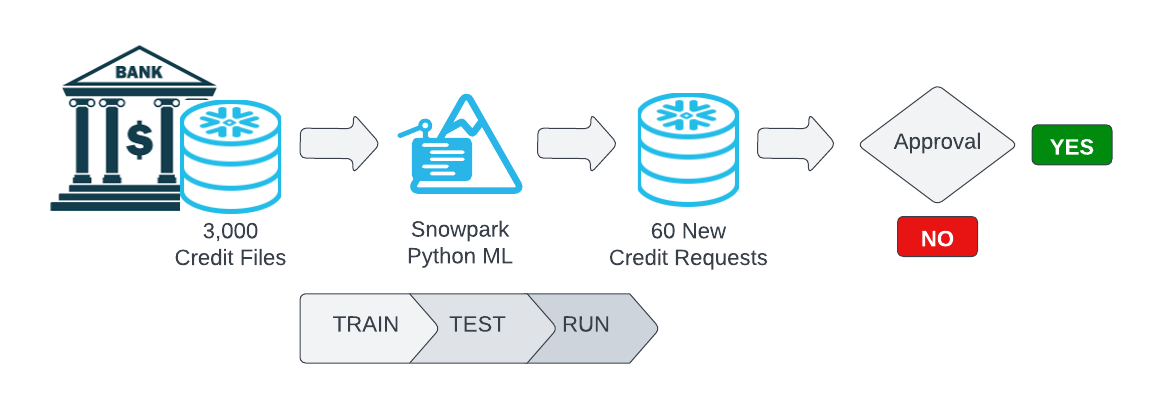 BANK
$
3,000
Credit Files
Snowpark
Python ML
60 New
Credit Requests
Approval
YES
NO
TRAIN
TEST
RUN